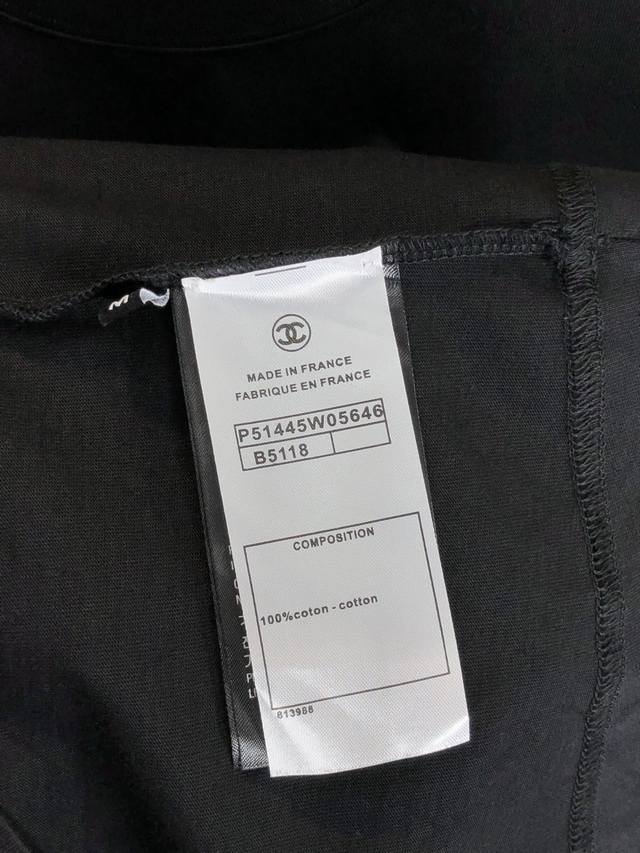 M
MADE IN FRANCE
FABRIQUE EN FRANCE
P51445W05646
B5118
COMPOSITION
100%coton - cotton
813988